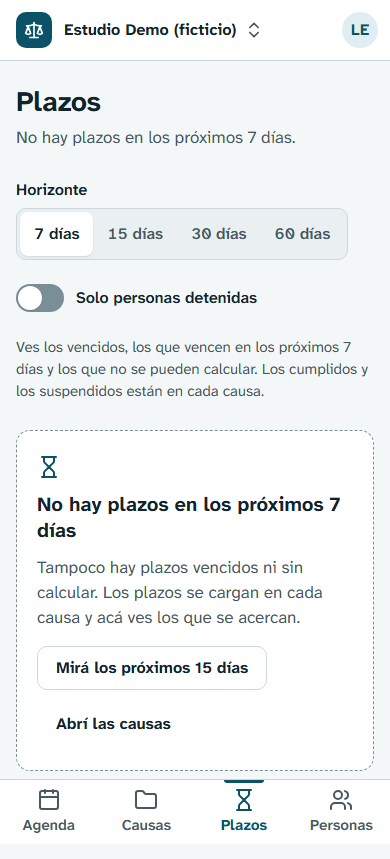 Estudio Demo (ficticio)
LE
Plazos
No hay plazos en los próximos 7 días.
Horizonte
7 días
15 días
30 días
60 días
Solo personas detenidas
Ves los vencidos, los que vencen en los próximos 7
días y los que no se pueden calcular. Los cumplidos y
los suspendidos están en cada causa.
No hay plazos en los próximos 7
días
Tampoco hay plazos vencidos ni sin
calcular. Los plazos se cargan en cada
causa y acá ves los que se acercan.
Mirá los próximos 15 días
Abrí las causas
Agenda
Causas
Plazos
Personas